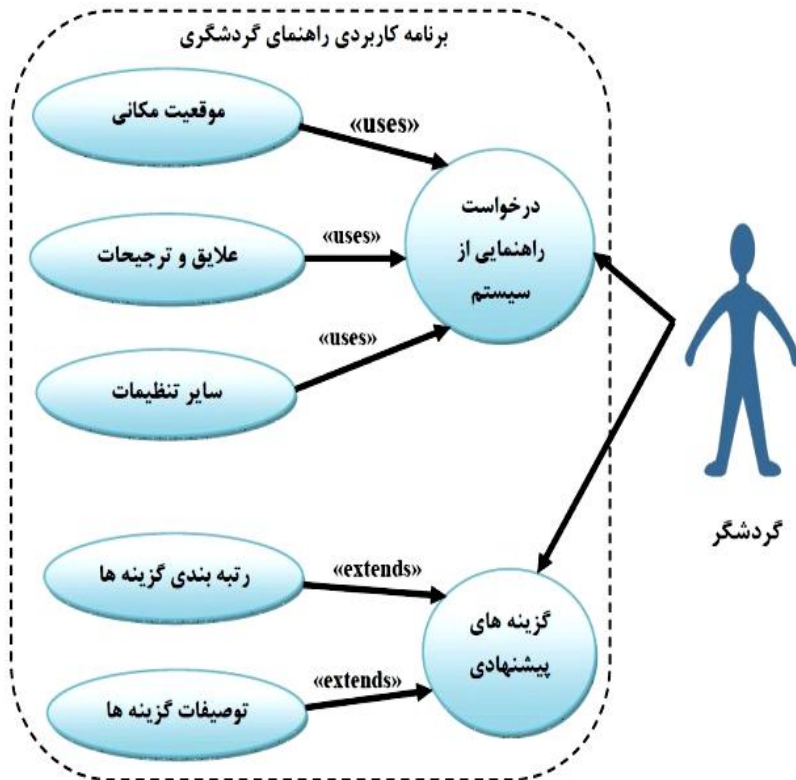 برنامه کاربردی راهنمای گردشگری
موقعیت مکانی
«uses»
علایق و ترجیحات
«uses»
سایر تنظیمات
«uses»
درخواست
راهنمایی از
سیستم
رتبه بندی گزینه ها
«extends»
توصیفات گزینه ها
«extends»
گزینه های
پیشنهادی
گردشگر